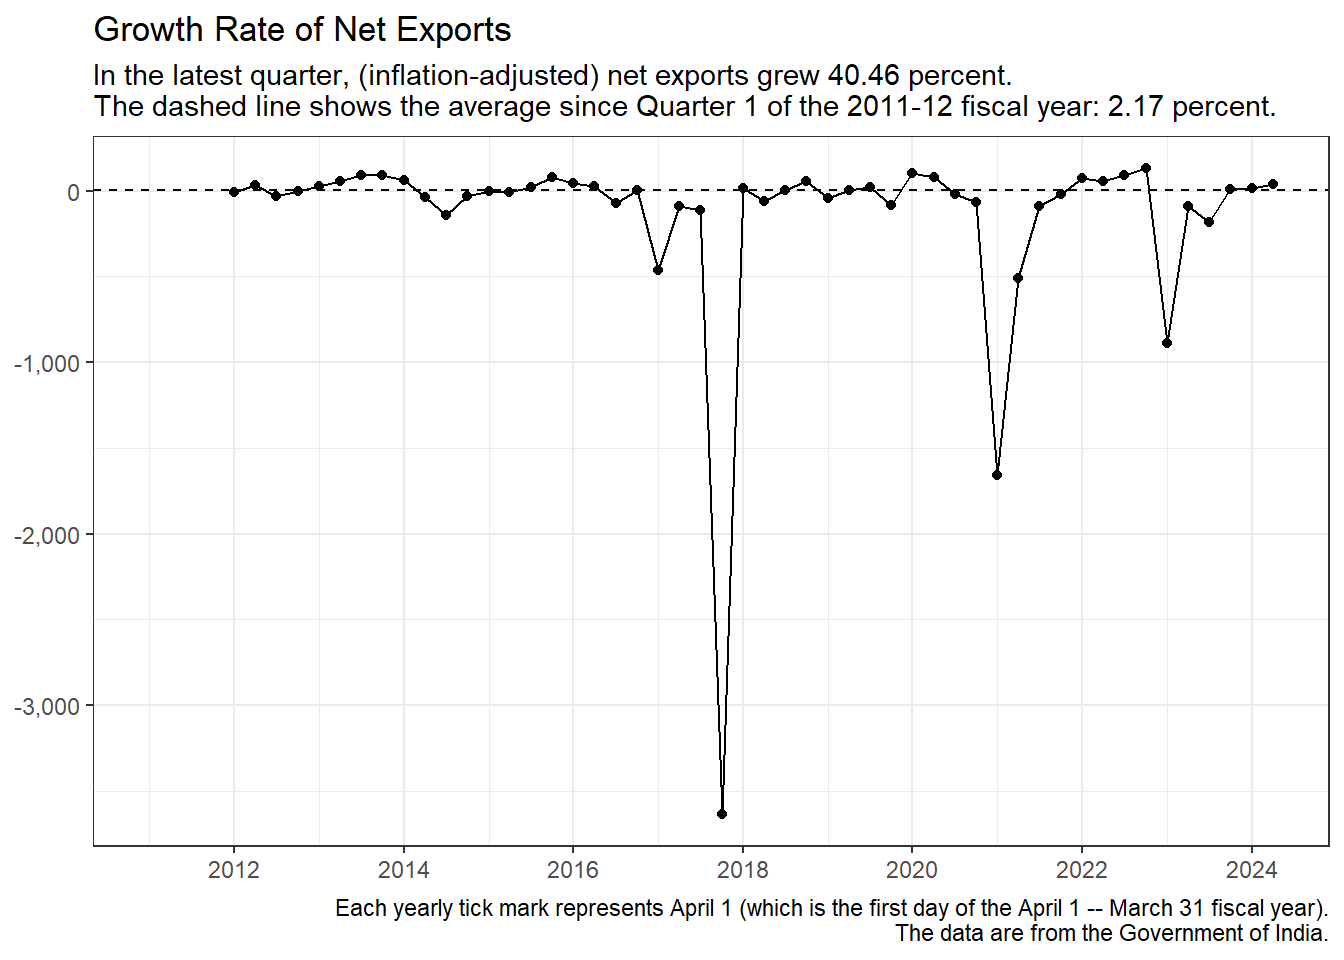 Growth Rate of Net Exports
In the latest quarter, (inflation-adjusted) net exports grew 40.46 percent.
The dashed line shows the average since Quarter 1 of the 2011-12 fiscal year: 2.17 percent.
0
-1,000
-2,000
-3,000
2012 2014 2016 2018 2020 2022 2024
Each yearly tick mark represents April 1 (which is the first day of the April 1 -- March 31 fiscal year).
The data are from the Government of India.